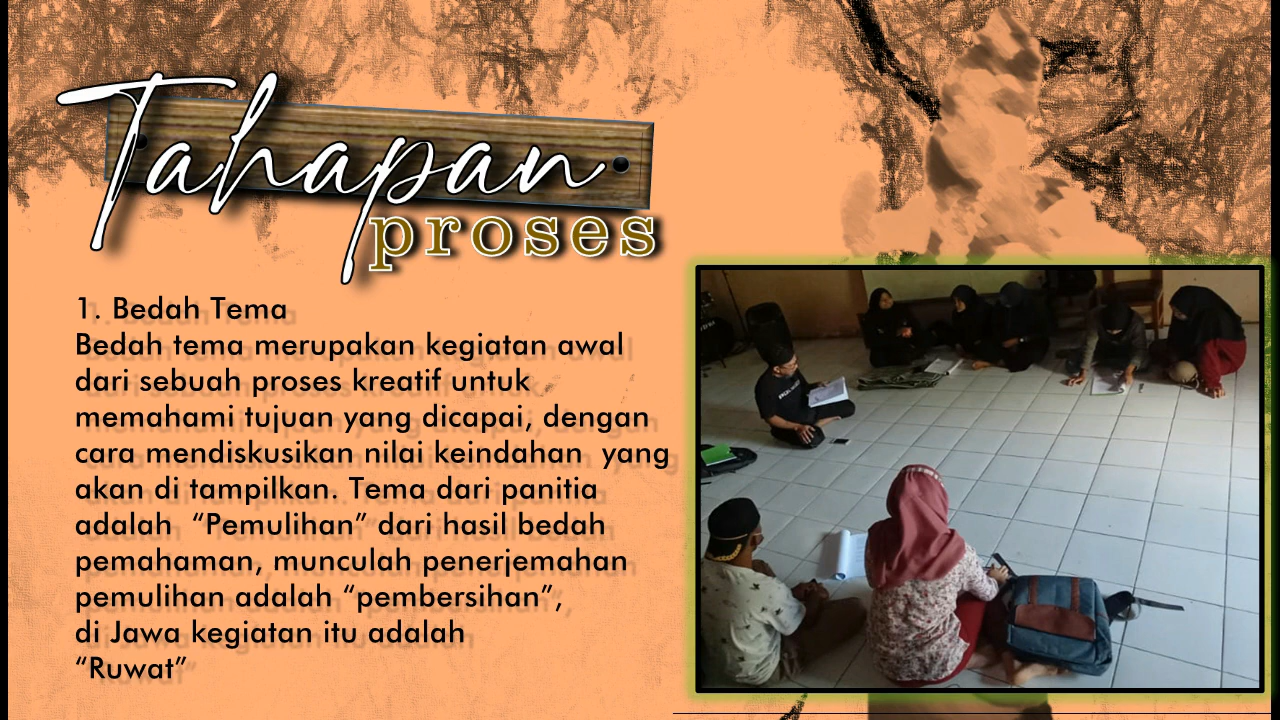 Tahapan
proses
1. Bedah Tema
Bedah tema merupakan kegiatan awal
dari sebuah proses kreatif untuk
memahami tujuan yang dicapai, dengan
cara mendiskusikan nilai keindahan  yang
akan di tampilkan. Tema dari panitia
adalah  “Pemulihan” dari hasil bedah
pemahaman, munculah penerjemahan
pemulihan adalah “pembersihan”,
di Jawa kegiatan itu adalah
“Ruwat”